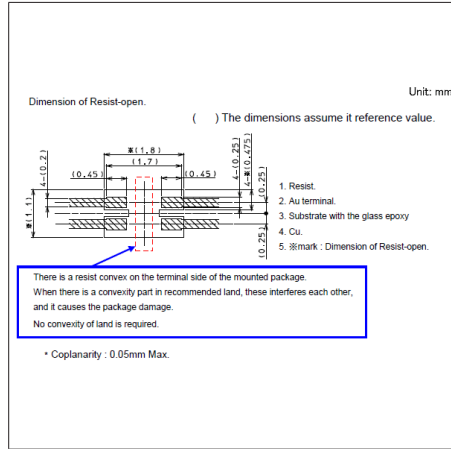 Unit: mm
Dimension of Resist-open.
( ) The dimensions assume it reference value.
※(1.8)
(1.7)
(0.45)
(0.45)
4-(0.2)
※(1.1)
4-(0.25)
4-※(0.475)
(0.25)
(0.25)
1. Resist.
2. Au terminal.
3. Substrate with the glass epoxy
4. Cu.
5. ※mark : Dimension of Resist-open.
There is a resist convex on the terminal side of the mounted package.
When there is a convexity part in recommended land, these interferes each other,
and it causes the package damage.
No convexity of land is required.
* Coplanarity : 0.05mm Max.